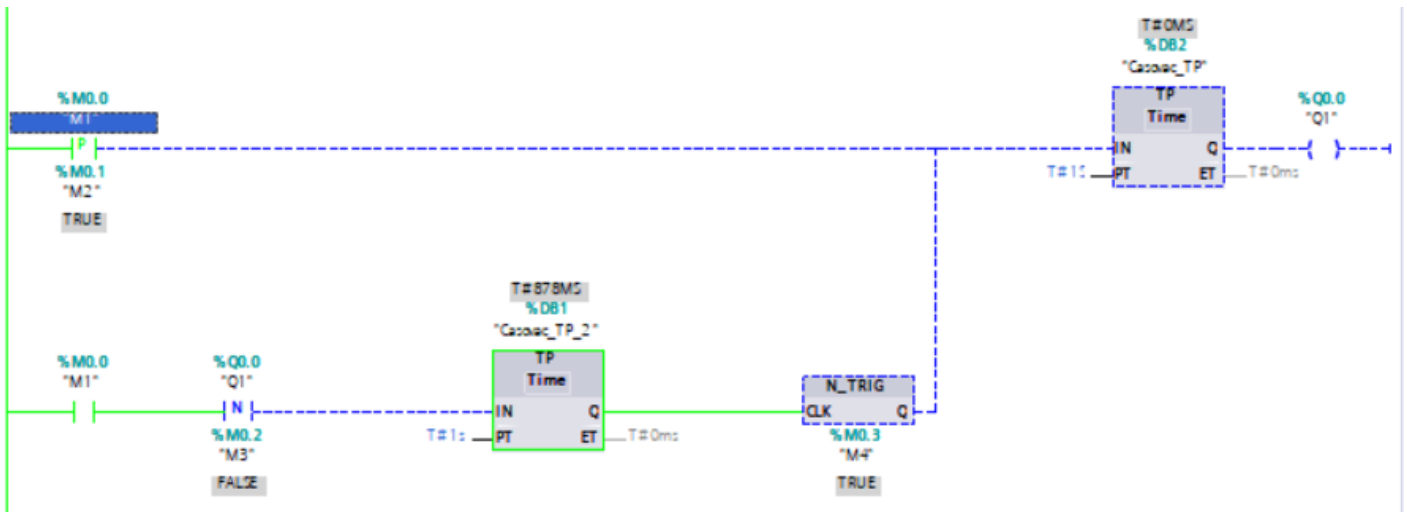 T#0MS
%DB2
"Casovac_TP"
TP
Time
IN Q
T#1S PT ET T#0ms
%Q0.0
"Q1"
%M0.0
"M1"
P
%M0.1
"M2"
TRUE
T#878MS
%DB1
"Casovac_TP_2"
TP
Time
IN Q
T#1s PT ET T#0ms
%M0.0
"M1"
%Q0.0
"Q1"
N
%M0.2
"M3"
FALSE
N_TRIG
CLK Q
%M0.3
"M4"
TRUE